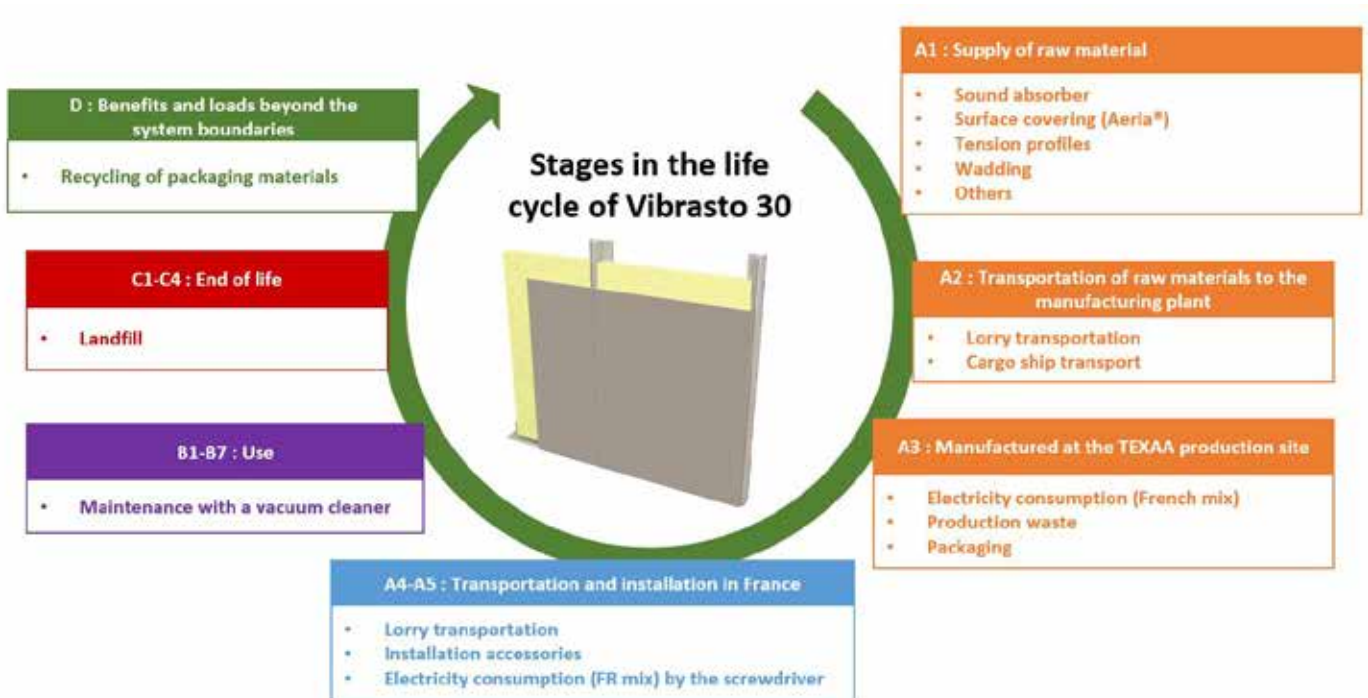 Stages in the life
cycle of Vibrasto 30
A1 : Supply of raw material
• Sound absorber
• Surface covering (Aeria®)
• Tension profiles
• Wadding
• Others
A2 : Transportation of raw materials to the
manufacturing plant
• Lorry transportation
• Cargo ship transport
A3 : Manufactured at the TEXAA production site
• Electricity consumption (French mix)
• Production waste
• Packaging
A4-A5 : Transportation and installation in France
• Lorry transportation
• Installation accessories
• Electricity consumption (FR mix) by the screwdriver
B1-B7 : Use
• Maintenance with a vacuum cleaner
C1-C4 : End of life
• Landfill
D : Benefits and loads beyond the
system boundaries
• Recycling of packaging materials